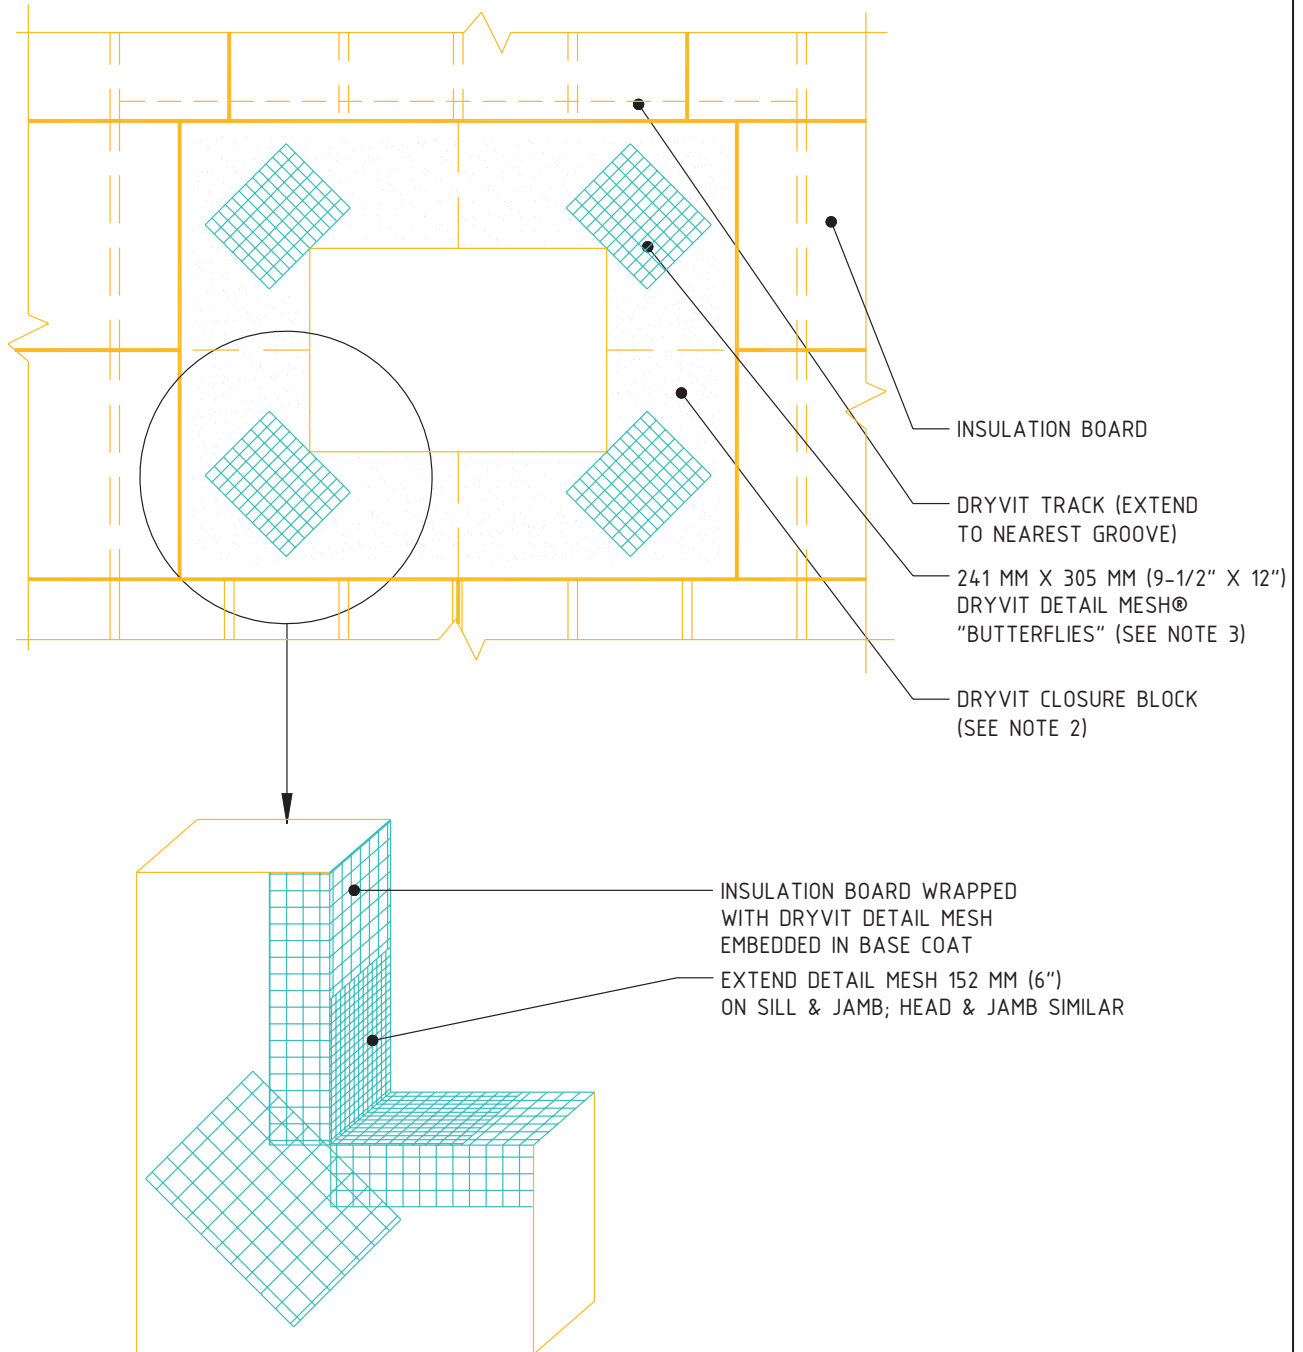 INSULATION BOARD
DRYVIT TRACK (EXTEND
TO NEAREST GROOVE)
241 MM X 305 MM (9-1/2" X 12")
DRYVIT DETAIL MESH®
"BUTTERFLIES" (SEE NOTE 3)
DRYVIT CLOSURE BLOCK
(SEE NOTE 2)
INSULATION BOARD WRAPPED
WITH DRYVIT DETAIL MESH
EMBEDDED IN BASE COAT
EXTEND DETAIL MESH 152 MM (6")
ON SILL & JAMB; HEAD & JAMB SIMILAR